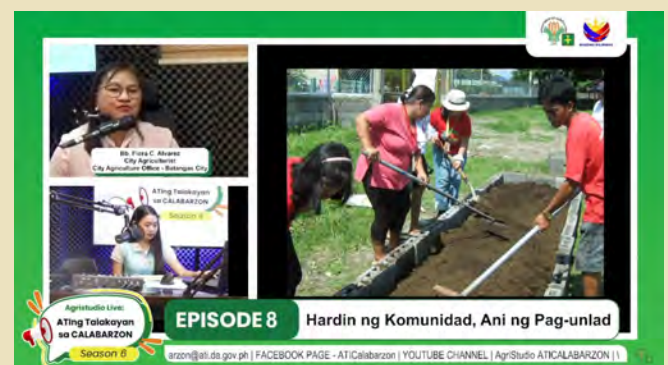 Bb. Fiora C. Alvarez
City Agriculturist
City Agriculture Office - Batangas City
ATIng Talakayan
sa CALABARZON
Season 6
Agristudio Live:
ATIng Talakayan
sa CALABARZON
Season 6
EPISODE 8
Hardin ng Komunidad, Ani ng Pag-unlad
arzon@ati.da.gov.ph | FACEBOOK PAGE - ATICalabarzon | YOUTUBE CHANNEL | AgriStudio ATICALABARZON |